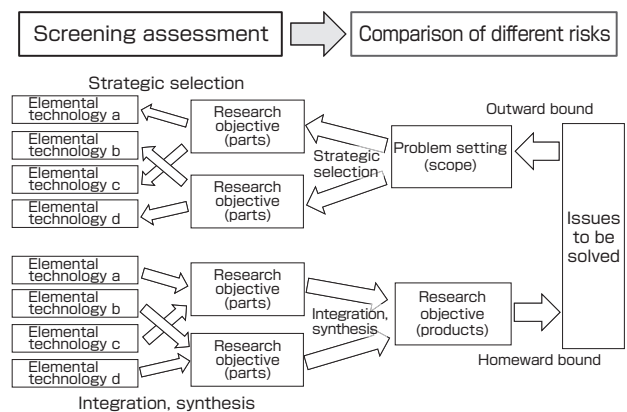 Screening assessment
Comparison of different risks
Strategic selection
Elemental
technology a
Elemental
technology b
Elemental
technology c
Elemental
technology d
Research
objective
(parts)
Research
objective
(parts)
Strategic
selection
Problem setting
(scope)
Outward bound
Issues
to be
solved
Elemental
technology a
Elemental
technology b
Elemental
technology c
Elemental
technology d
Research
objective
(parts)
Research
objective
(parts)
Integration,
synthesis
Research
objective
(products)
Homeward bound
Integration, synthesis